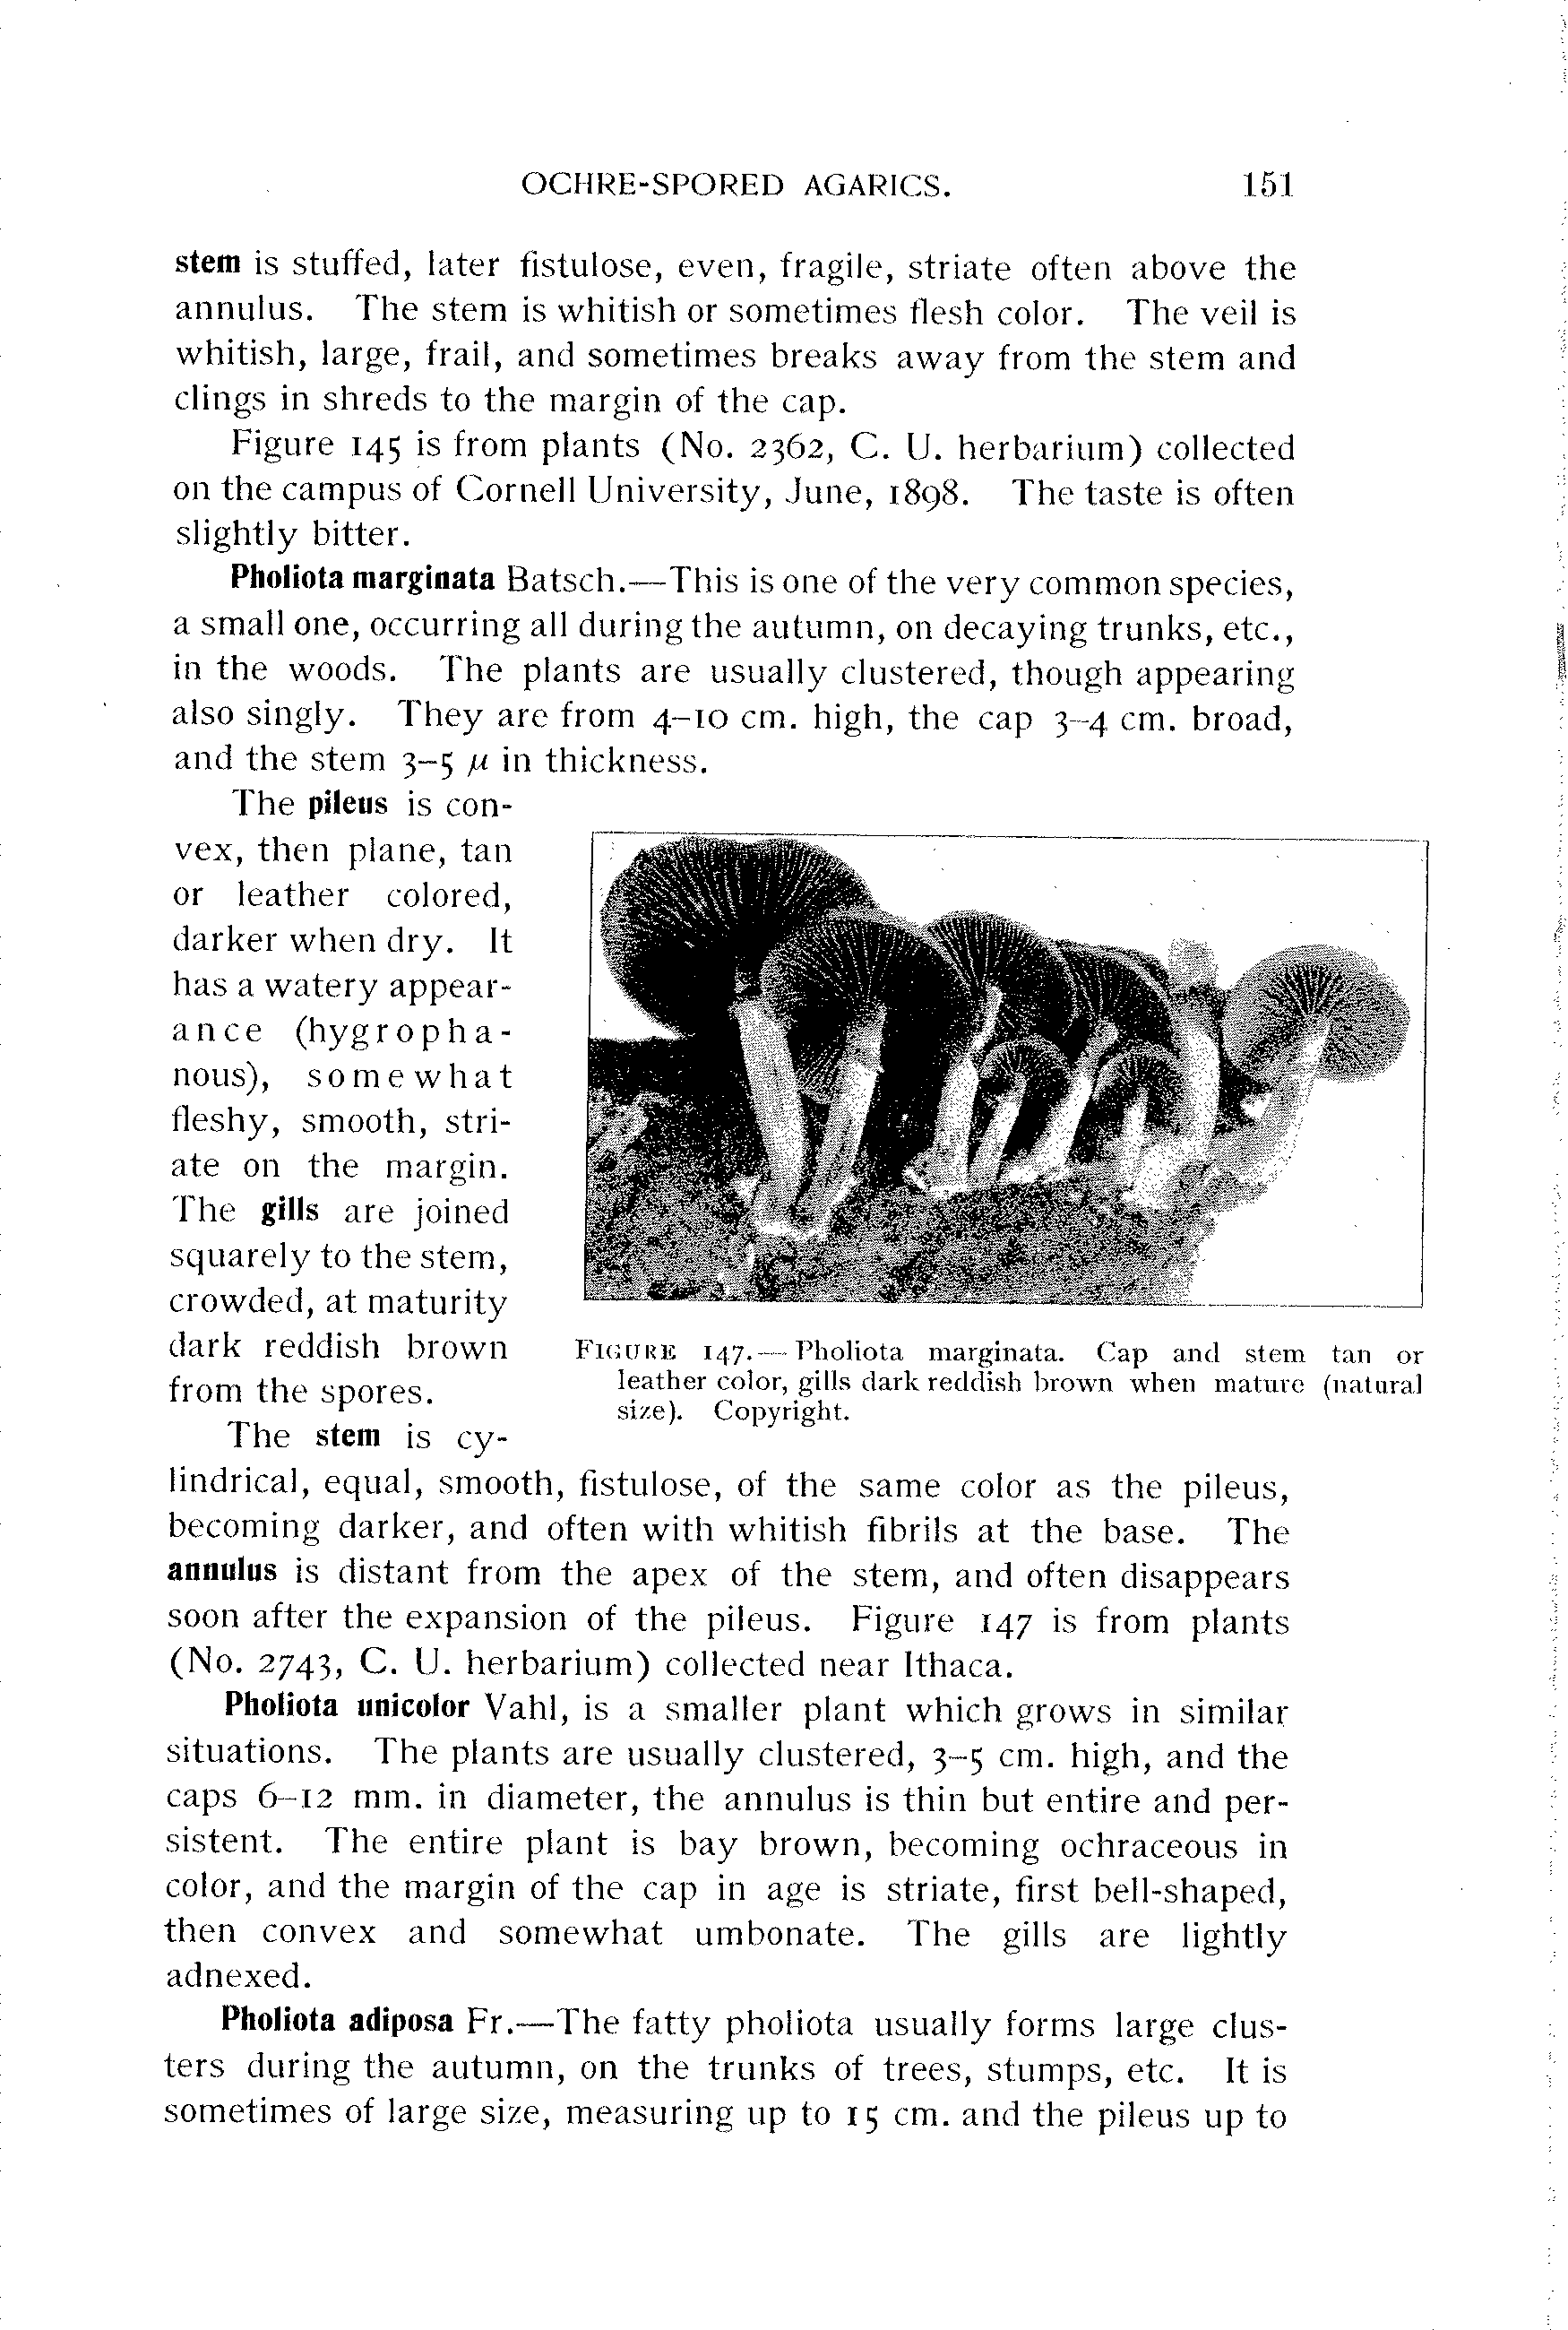 OCHRE-SPORED AGARICS. 151
stem is stuffed, later fistulose, even, fragile, striate often above the
annulus. The stem is whitish or sometimes flesh color. The veil is
whitish, large, frail, and sometimes breaks away from the stem and
clings in shreds to the margin of the cap.
Figure 145 is from plants (No. 2362, C. U. herbarium) collected
on the campus of Cornell University, June, 1898. The taste is often
slightly bitter.
Pholiota marginata Batsch.—This is one of the very common species,
a small one, occurring all during the autumn, on decaying trunks, etc.,
in the woods. The plants are usually clustered, though appearing
also singly. They are from 4–10 cm. high, the cap 3–4 cm. broad,
and the stem 3–5 μ in thickness.
The pileus is con-
vex, then plane, tan
or leather colored,
darker when dry. It
has a watery appear-
ance (hygropha-
nous), somewhat
fleshy, smooth, stri-
ate on the margin.
The gills are joined
squarely to the stem,
crowded, at maturity
dark reddish brown
from the spores.
FIGURE 147.—Pholiota marginata. Cap and stem tan or
leather color, gills dark reddish brown when mature (natural
size). Copyright.
The stem is cy-
lindrical, equal, smooth, fistulose, of the same color as the pileus,
becoming darker, and often with whitish fibrils at the base. The
annulus is distant from the apex of the stem, and often disappears
soon after the expansion of the pileus. Figure 147 is from plants
(No. 2743, C. U. herbarium) collected near Ithaca.
Pholiota unicolor Vahl, is a smaller plant which grows in similar
situations. The plants are usually clustered, 3–5 cm. high, and the
caps 6–12 mm. in diameter, the annulus is thin but entire and per-
sistent. The entire plant is bay brown, becoming ochraceous in
color, and the margin of the cap in age is striate, first bell-shaped,
then convex and somewhat umbonate. The gills are lightly
adnexed.
Pholiota adiposa Fr.—The fatty pholiota usually forms large clus-
ters during the autumn, on the trunks of trees, stumps, etc. It is
sometimes of large size, measuring up to 15 cm. and the pileus up to